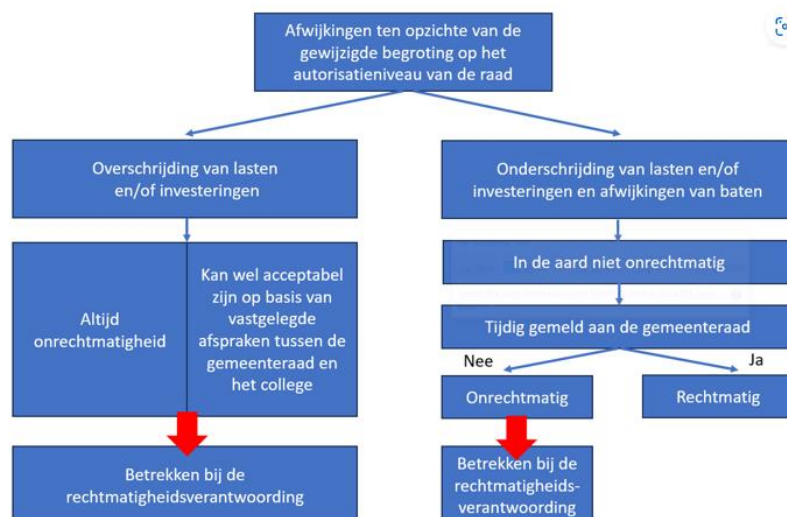 Afwijkingen ten opzichte van de
gewijzigde begroting op het
autorisatieniveau van de raad
Overschrijding van lasten
en/of investeringen
Onderschrijding van lasten en/of
investeringen en afwijkingen van baten
Altijd
onrechtmatigheid
Kan wel acceptabel
zijn op basis van
vastgelegde
afspraken tussen de
gemeenteraad en
het college
In de aard niet onrechtmatig
Tijdig gemeld aan de gemeenteraad
Nee
Ja
Onrechtmatig
Rechtmatig
Betrekken bij de
rechtmatigheidsverantwoording
Betrekken bij de
rechtmatigheids-
verantwoording